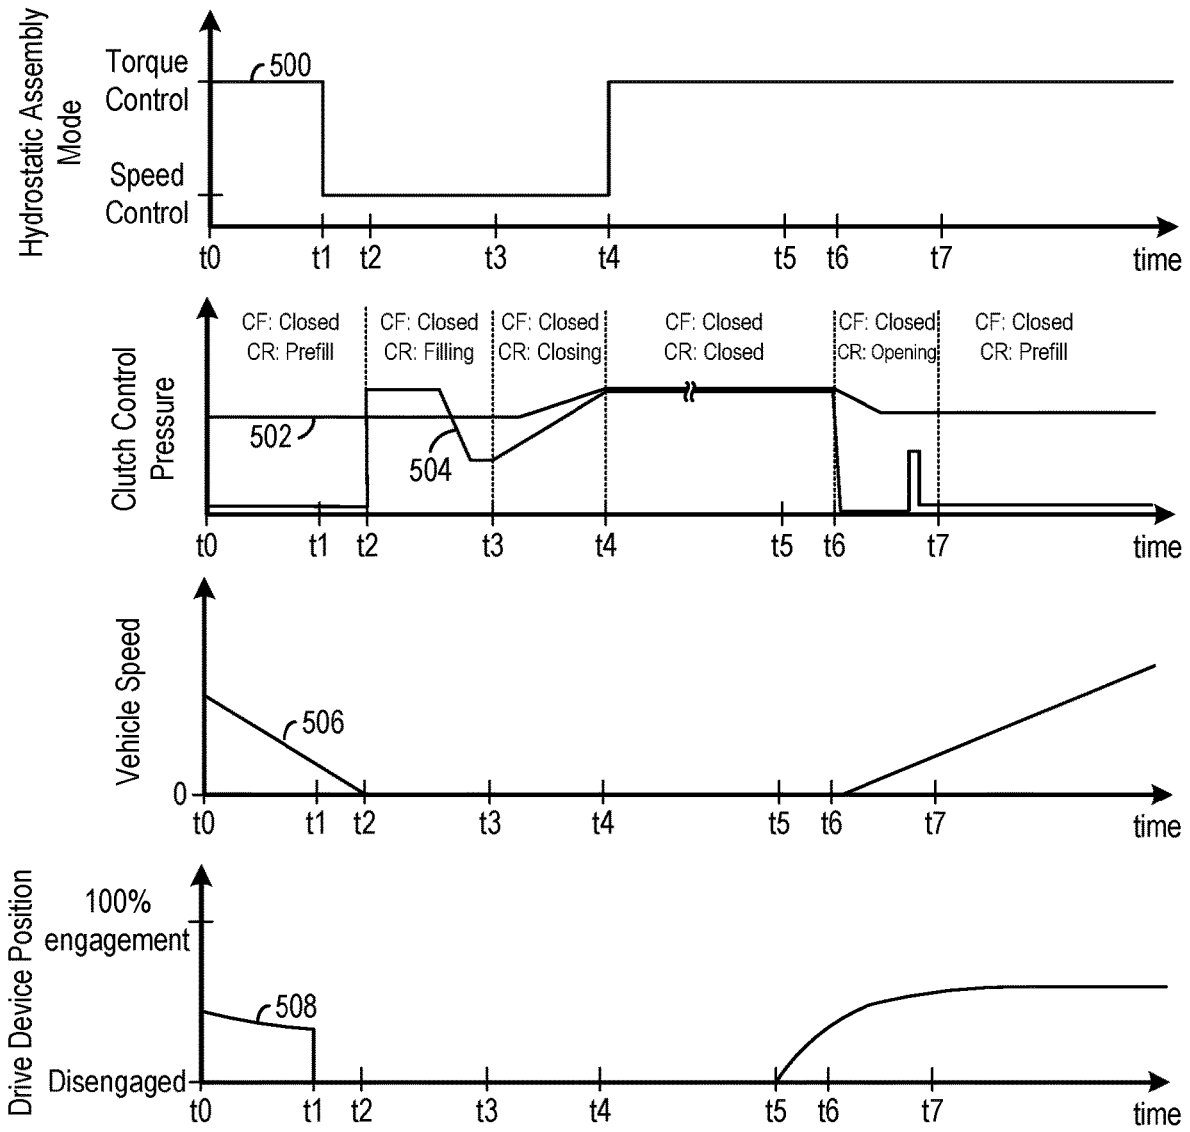 Hydrostatic Assembly
Mode
Torque
Control
500
Speed
Control
t0 t1 t2 t3 t4 t5 t6 t7 time
Clutch Control
Pressure
CF: Closed CF: Closed CF: Closed CF: Closed CF: Closed CF: Closed
CR: Prefill CR: Filling CR: Closing CR: Closed CR: Opening CR: Prefill
502
504
t0 t1 t2 t3 t4 t5 t6 t7 time
Vehicle Speed
506
0
t0 t1 t2 t3 t4 t5 t6 t7 time
Drive Device Position
100%
engagement
508
Disengaged
t0 t1 t2 t3 t4 t5 t6 t7 time